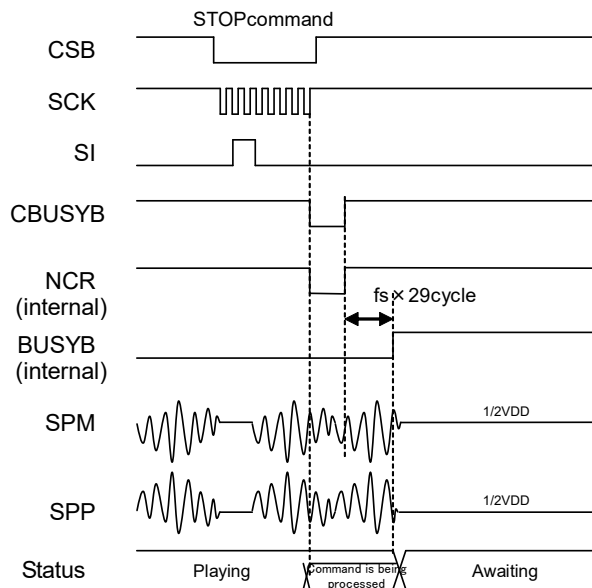 STOPcommand
CSB
SCK
SI
CBUSYB
NCR
(internal)
fs×29cycle
BUSYB
(internal)
SPM
1/2VDD
SPP
1/2VDD
Status
Playing
Command is being
processed
Awaiting